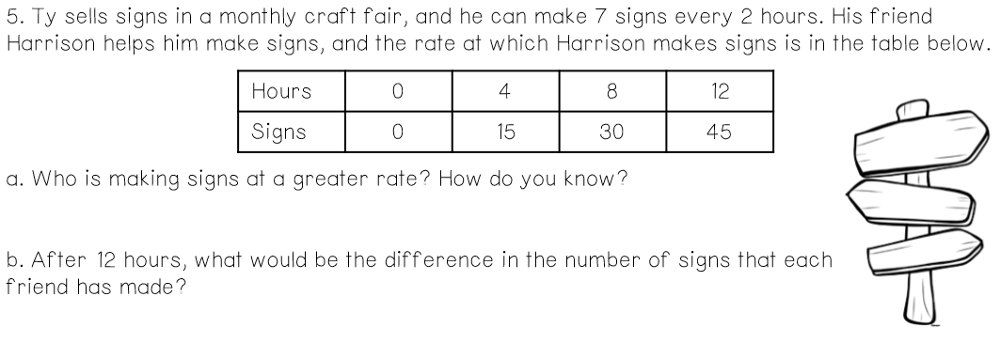 5. Ty sells signs in a monthly craft fair, and he can make 7 signs every 2 hours. His friend
Harrison helps him make signs, and the rate at which Harrison makes signs is in the table below.
Hours 0 4 8 12
Signs 0 15 30 45
a. Who is making signs at a greater rate? How do you know?
b. After 12 hours, what would be the difference in the number of signs that each
friend has made?